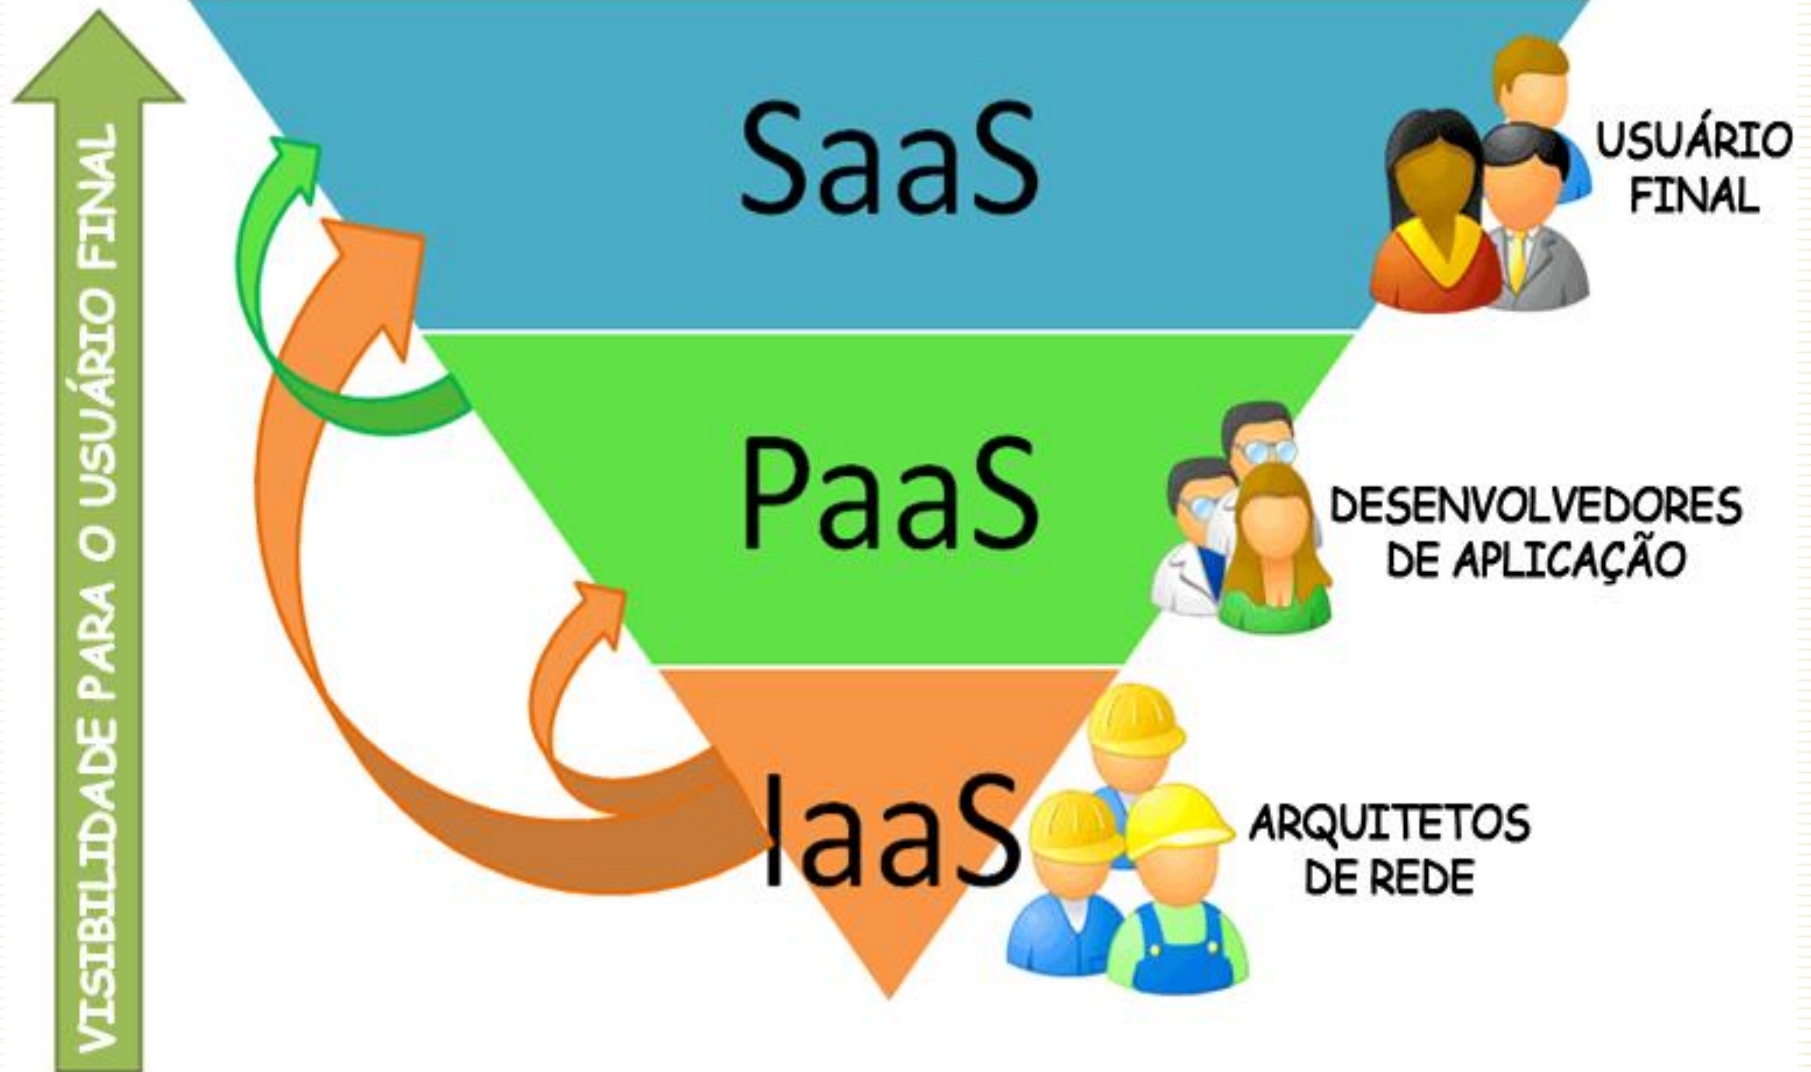 VISIBILIDADE PARA O USUÁRIO FINAL
SaaS
USUÁRIO
FINAL
PaaS
DESENVOLVEDORES
DE APLICAÇÃO
IaaS
ARQUITETOS
DE REDE